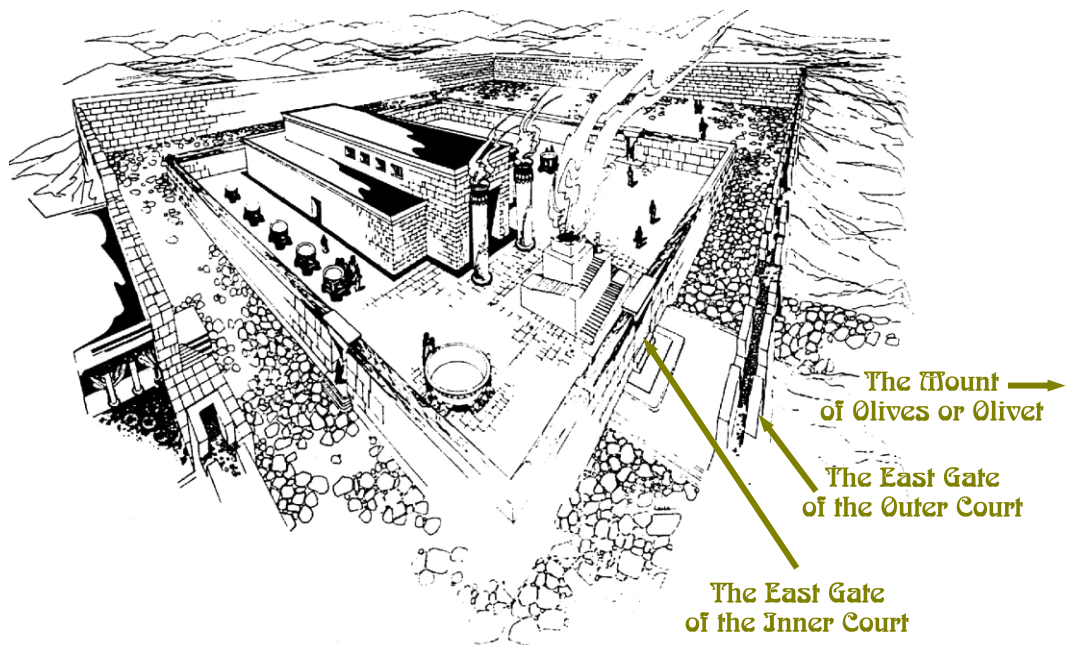 The Mount
of Olives or Olivet
The East Gate
of the Outer Court
The East Gate
of the Inner Court